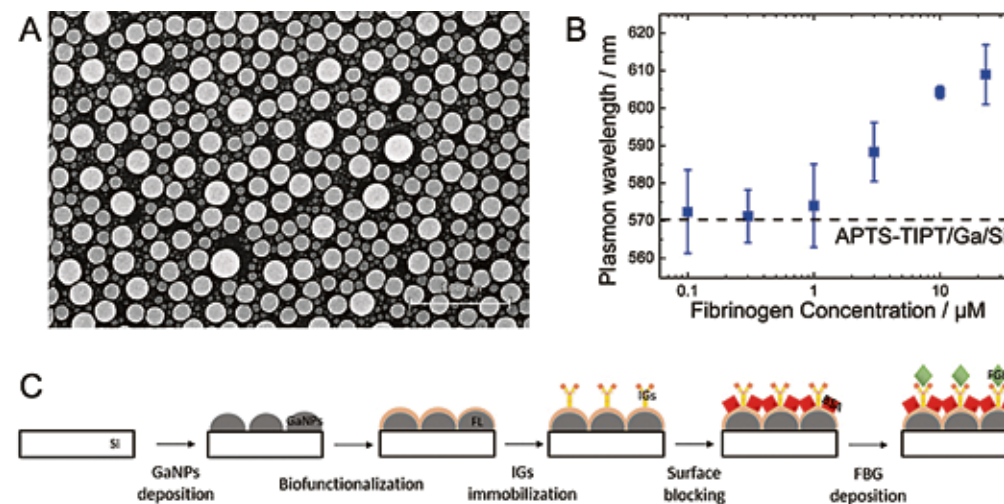 A
B
Plasmon wavelength / nm
620
610
600
590
580
570
560
APTS-TIPT/Ga/Si
0.1
1
10
Fibrinogen Concentration / µM
C
Si
GaNPs
FL
IGs
GaNPs
deposition
Biofunctionalization
IGs
immobilization
Surface
blocking
FBG
deposition